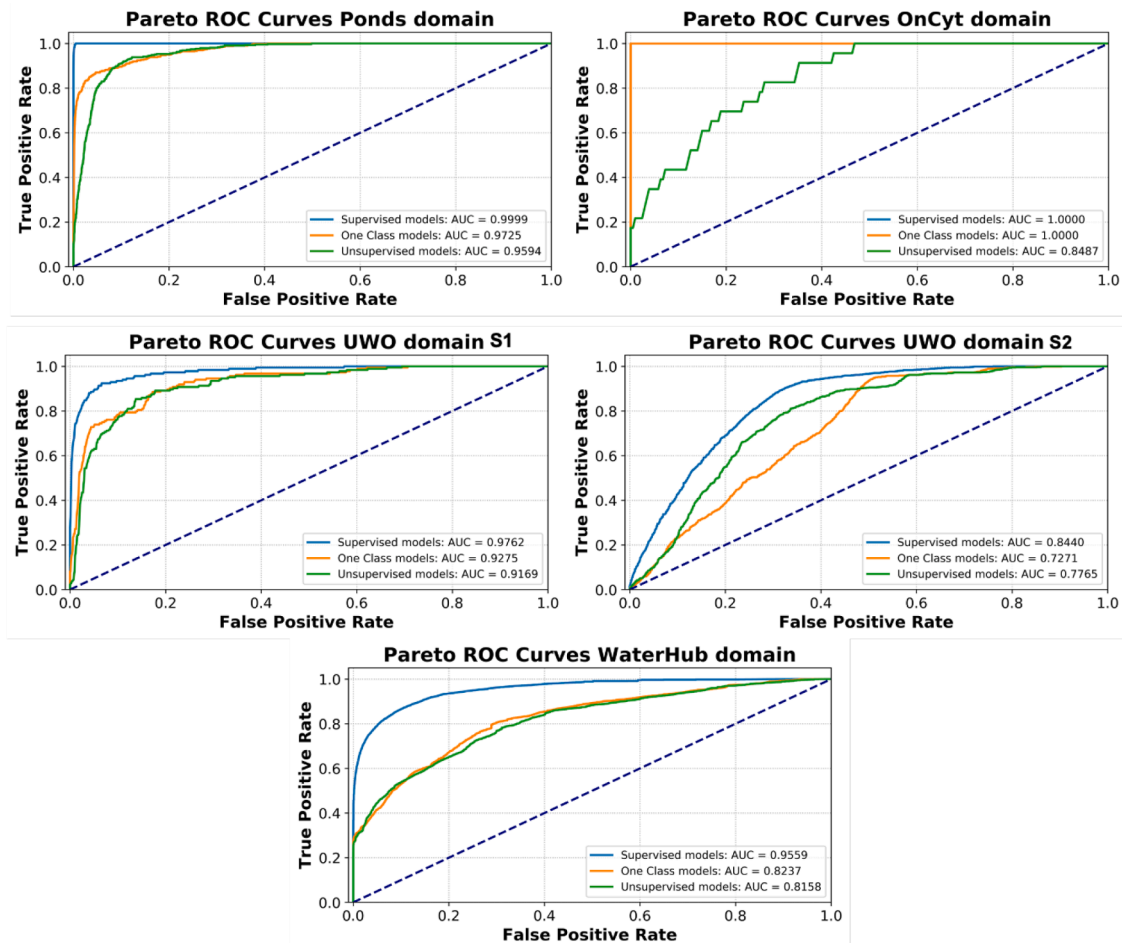 Pareto ROC Curves Ponds domain
True Positive Rate
1.0
0.8
0.6
0.4
0.2
0.0
Supervised models: AUC = 0.9999
One Class models: AUC = 0.9725
Unsupervised models: AUC = 0.9594
0.0 0.2 0.4 0.6 0.8 1.0
False Positive Rate
Pareto ROC Curves OnCyt domain
True Positive Rate
1.0
0.8
0.6
0.4
0.2
0.0
Supervised models: AUC = 1.0000
One Class models: AUC = 1.0000
Unsupervised models: AUC = 0.8487
0.0 0.2 0.4 0.6 0.8 1.0
False Positive Rate
Pareto ROC Curves UWO domain S1
True Positive Rate
1.0
0.8
0.6
0.4
0.2
0.0
Supervised models: AUC = 0.9762
One Class models: AUC = 0.9275
Unsupervised models: AUC = 0.9169
0.0 0.2 0.4 0.6 0.8 1.0
False Positive Rate
Pareto ROC Curves UWO domain S2
True Positive Rate
1.0
0.8
0.6
0.4
0.2
0.0
Supervised models: AUC = 0.8440
One Class models: AUC = 0.7271
Unsupervised models: AUC = 0.7765
0.0 0.2 0.4 0.6 0.8 1.0
False Positive Rate
Pareto ROC Curves WaterHub domain
True Positive Rate
1.0
0.8
0.6
0.4
0.2
0.0
Supervised models: AUC = 0.9559
One Class models: AUC = 0.8237
Unsupervised models: AUC = 0.8158
0.0 0.2 0.4 0.6 0.8 1.0
False Positive Rate